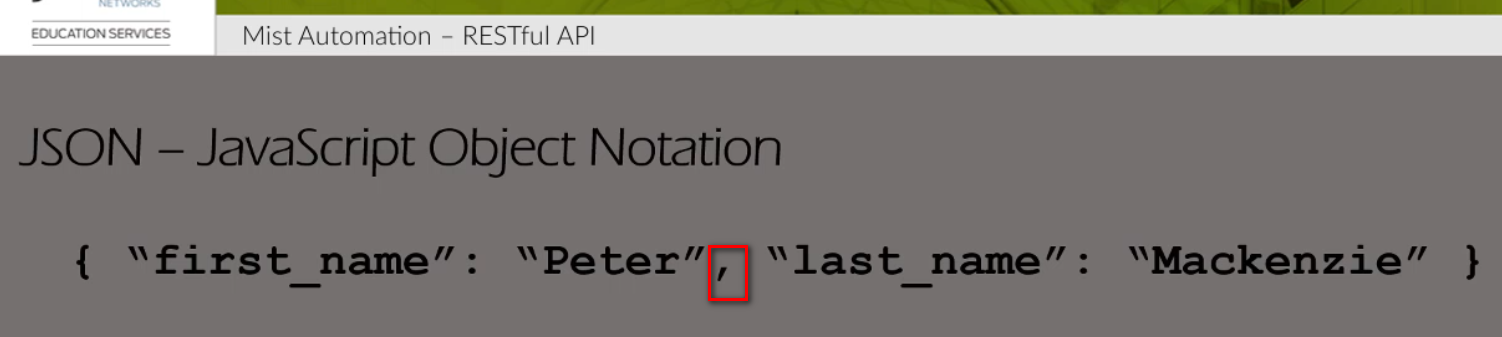 NETWORKS
EDUCATION SERVICES
Mist Automation – RESTful API
JSON – JavaScript Object Notation
{ “first_name”: “Peter”, “last_name”: “Mackenzie” }